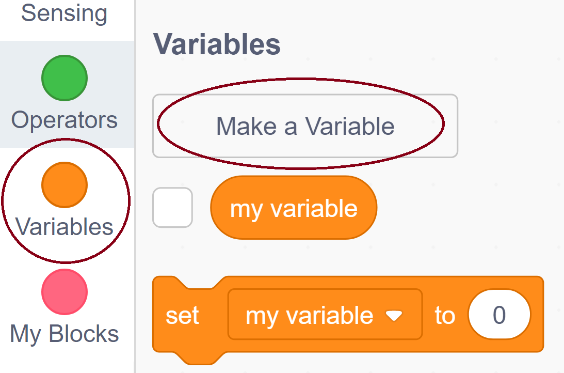 Sensing
Operators
Variables
My Blocks
Variables
Make a Variable
my variable
set my variable to 0